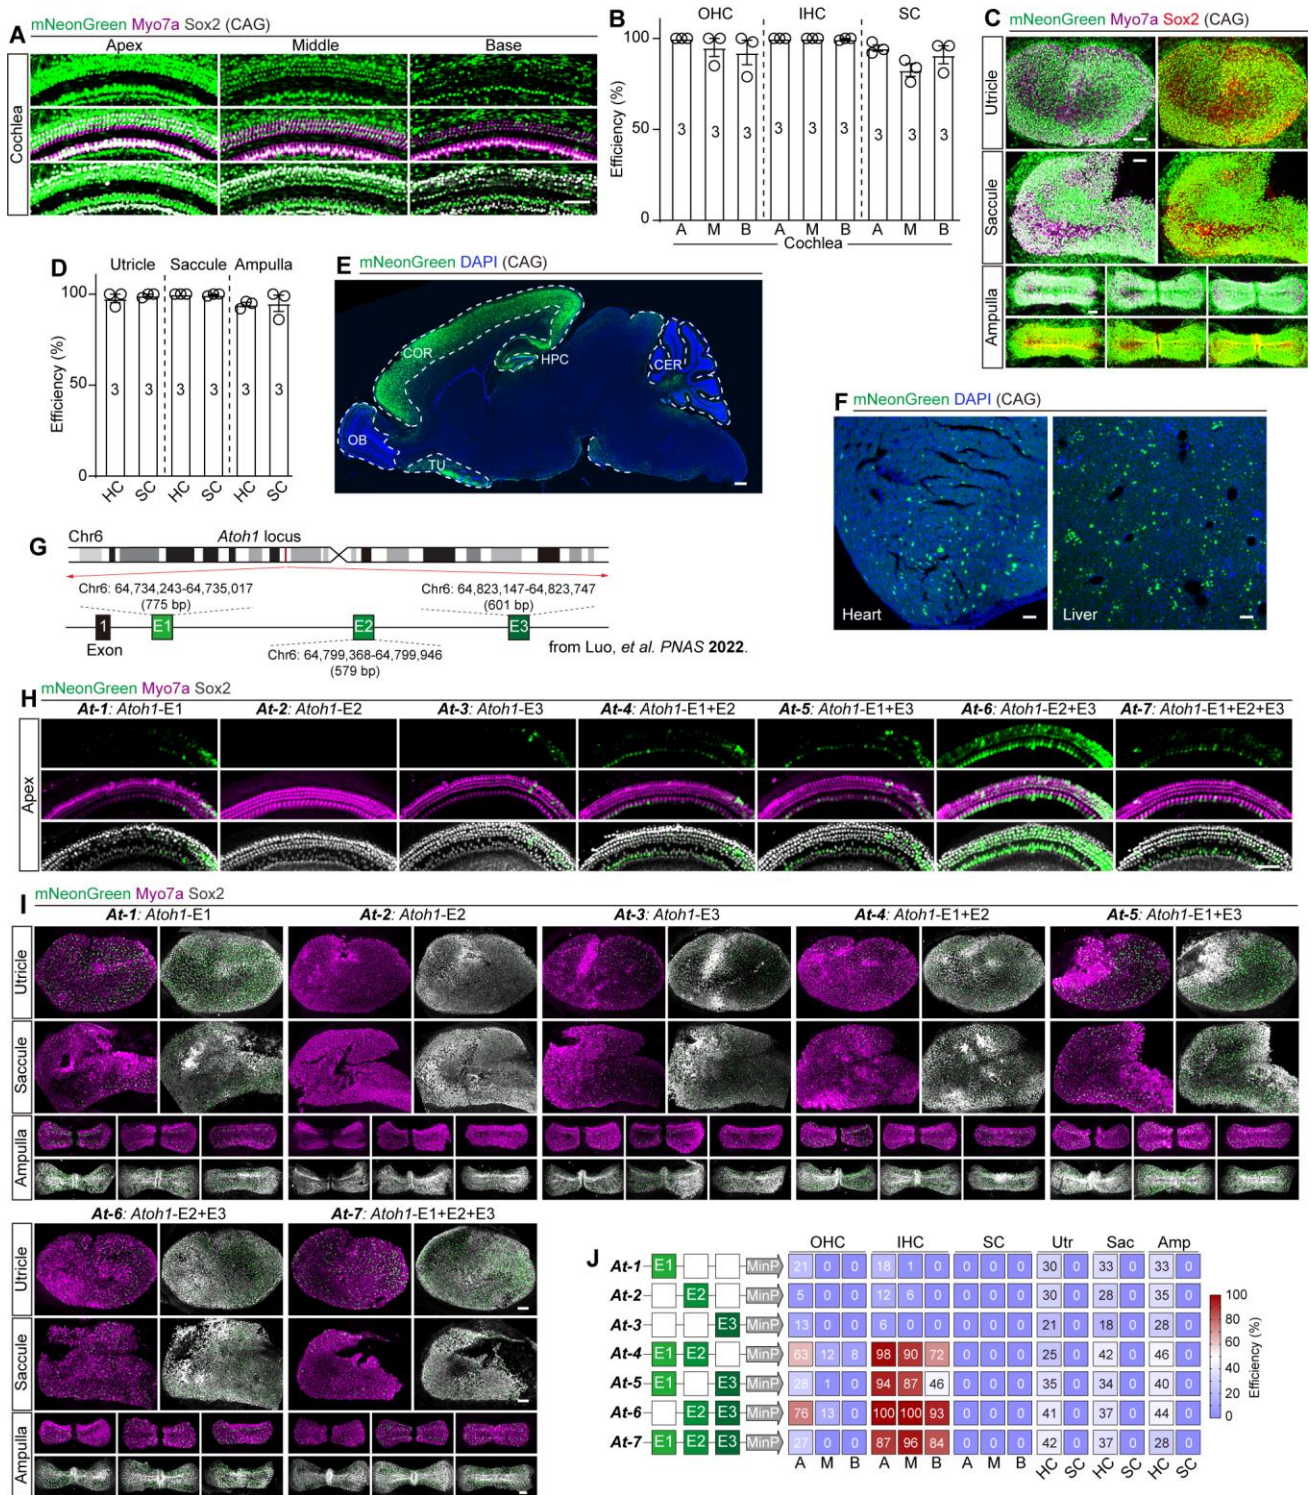 A
mNeonGreen Myo7a Sox2 (CAG)
Apex Middle Base
Cochlea
B
OHC IHC SC
Efficiency (%)
100
50
0
3 3 3 3 3 3 3 3 3
A M B A M B A M B
Cochlea
C
mNeonGreen Myo7a Sox2 (CAG)
Utricle
Saccule
Ampulla
D
Utricle Saccule Ampulla
Efficiency (%)
100
50
0
3 3 3 3 3 3
HC SC HC SC HC SC
E
mNeonGreen DAPI (CAG)
COR
HPC
CER
OB
TU
F
mNeonGreen DAPI (CAG)
Heart
Liver
G
Chr6 Atoh1 locus
Chr6: 64,734,243-64,735,017
(775 bp)
Chr6: 64,823,147-64,823,747
(601 bp)
1 E1 E2 E3
Exon
Chr6: 64,799,368-64,799,946
(579 bp)
from Luo, et al. PNAS 2022.
H
mNeonGreen Myo7a Sox2
At-1: Atoh1-E1 At-2: Atoh1-E2 At-3: Atoh1-E3 At-4: Atoh1-E1+E2 At-5: Atoh1-E1+E3 At-6: Atoh1-E2+E3 At-7: Atoh1-E1+E2+E3
Apex
I
mNeonGreen Myo7a Sox2
At-1: Atoh1-E1 At-2: Atoh1-E2 At-3: Atoh1-E3 At-4: Atoh1-E1+E2 At-5: Atoh1-E1+E3
Utricle
Saccule
Ampulla
At-6: Atoh1-E2+E3 At-7: Atoh1-E1+E2+E3
Utricle
Saccule
Ampulla
J
OHC IHC SC Utr Sac Amp
At-1 E1 MinP 21 0 0 18 1 0 0 0 0 30 0 33 0 33 0
At-2 E2 MinP 5 0 0 12 6 0 0 0 0 30 0 28 0 35 0
At-3 E3 MinP 13 0 0 6 0 0 0 0 0 21 0 18 0 28 0
At-4 E1 E2 MinP 63 12 8 98 90 72 0 0 0 25 0 42 0 46 0
At-5 E1 E3 MinP 28 1 0 94 87 46 0 0 0 35 0 34 0 40 0
At-6 E2 E3 MinP 76 13 0 100 100 93 0 0 0 41 0 37 0 44 0
At-7 E1 E2 E3 MinP 27 0 0 87 96 84 0 0 0 42 0 37 0 28 0
A M B A M B A M B HC SC HC SC HC SC
100
80
60
40
20
0
Efficiency (%)